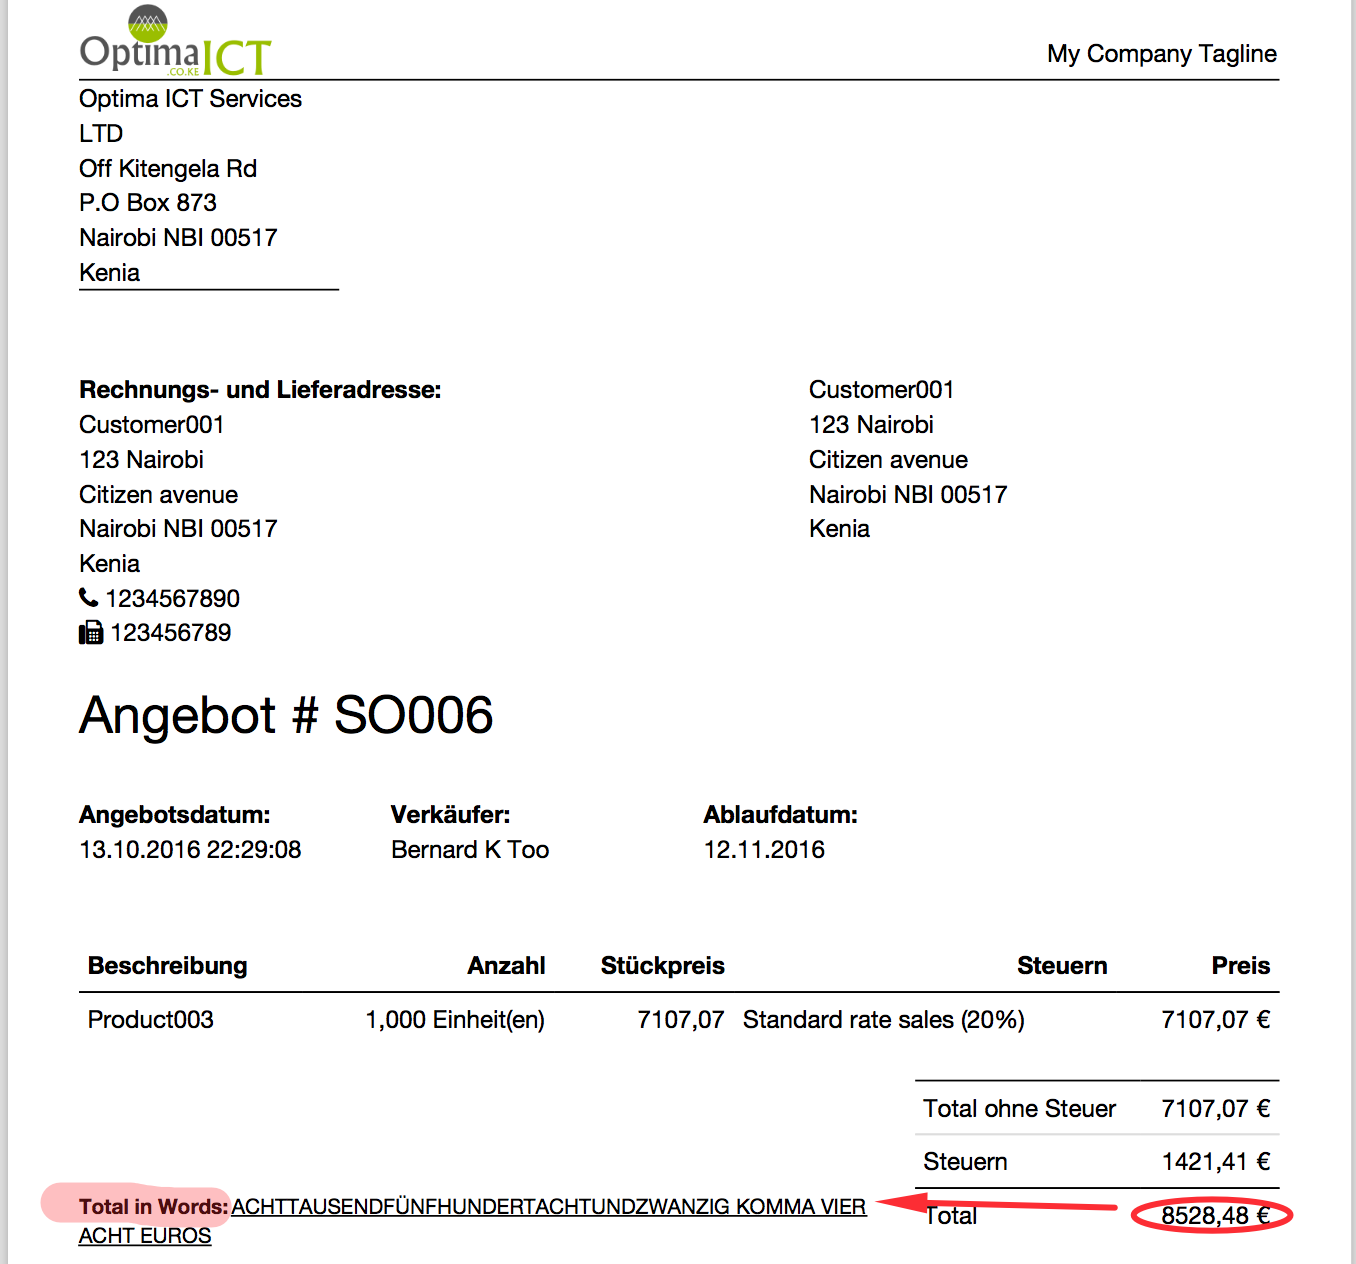 OptimaICT
.CO.KE
My Company Tagline
Optima ICT Services
LTD
Off Kitengela Rd
P.O Box 873
Nairobi NBI 00517
Kenia
Rechnungs- und Lieferadresse:
Customer001
123 Nairobi
Citizen avenue
Nairobi NBI 00517
Kenia
1234567890
123456789
Customer001
123 Nairobi
Citizen avenue
Nairobi NBI 00517
Kenia
Angebot # SO006
Angebotsdatum: Verkäufer: Ablaufdatum:
13.10.2016 22:29:08 Bernard K Too 12.11.2016
Beschreibung Anzahl Stückpreis Steuern Preis
Product003 1,000 Einheit(en) 7107,07 Standard rate sales (20%) 7107,07 €
Total ohne Steuer 7107,07 €
Steuern 1421,41 €
Total 8528,48 €
Total in Words: ACHTTAUSENDFÜNFHUNDERTACHTUNDZWANZIG KOMMA VIER
ACHT EUROS